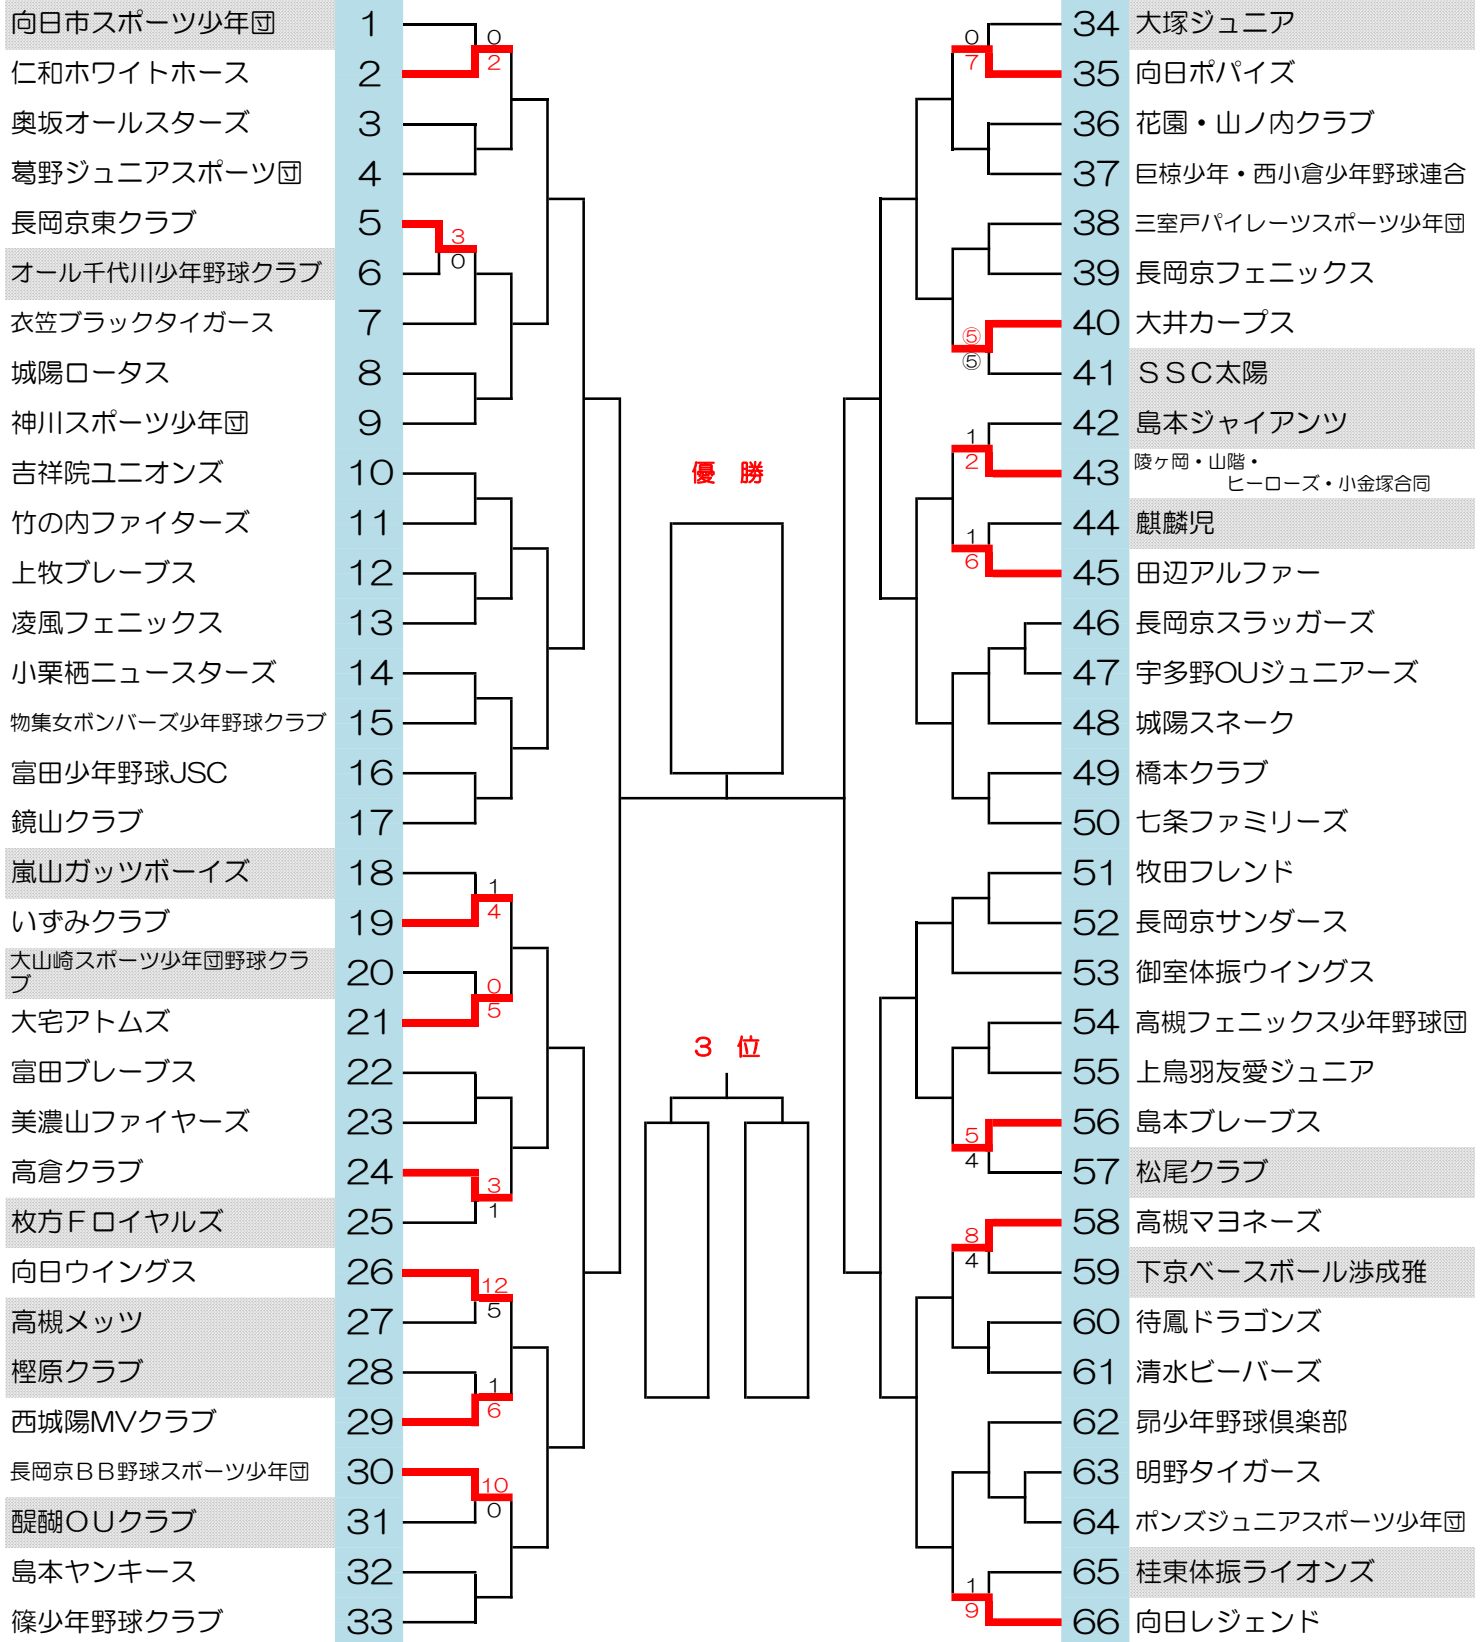 向日市スポーツ少年団 1
仁和ホワイトホース 2
0
2
奥坂オールスターズ 3
葛野ジュニアスポーツ団 4
長岡京東クラブ 5
3
0
オール千代川少年野球クラブ 6
衣笠ブラックタイガース 7
城陽ロータス 8
神川スポーツ少年団 9
吉祥院ユニオンズ 10
竹の内ファイターズ 11
上牧ブレーブス 12
凌風フェニックス 13
小栗栖ニュースターズ 14
物集女ボンバーズ少年野球クラブ 15
富田少年野球JSC 16
鏡山クラブ 17
嵐山ガッツボーイズ 18
1
4
いずみクラブ 19
大山崎スポーツ少年団野球クラ
ブ
20
0
5
大宅アトムズ 21
富田ブレーブス 22
美濃山ファイヤーズ 23
高倉クラブ 24
3
1
枚方Fロイヤルズ 25
向日ウイングス 26
12
5
高槻メッツ 27
樫原クラブ 28
1
6
西城陽MVクラブ 29
長岡京BB野球スポーツ少年団 30
10
0
醍醐OUクラブ 31
島本ヤンキース 32
篠少年野球クラブ 33
優 勝
3 位
34 大塚ジュニア
0
7
35 向日ポパイズ
36 花園・山ノ内クラブ
37 巨椋少年・西小倉少年野球連合
38 三室戸パイレーツスポーツ少年団
39 長岡京フェニックス
40 大井カープス
⑤
⑤
41 SSC太陽
42 島本ジャイアンツ
1
2
43 陵ヶ岡・山階・
ヒーローズ・小金塚合同
44 麒麟児
1
6
45 田辺アルファー
46 長岡京スラッガーズ
47 宇多野OUジュニアーズ
48 城陽スネーク
49 橋本クラブ
50 七条ファミリーズ
51 牧田フレンド
52 長岡京サンダース
53 御室体振ウイングス
54 高槻フェニックス少年野球団
55 上鳥羽友愛ジュニア
56 島本ブレーブス
5
4
57 松尾クラブ
58 高槻マヨネーズ
8
4
59 下京ベースボール渉成雅
60 待鳳ドラゴンズ
61 清水ビーバーズ
62 昴少年野球倶楽部
63 明野タイガース
64 ポンズジュニアスポーツ少年団
65 桂東体振ライオンズ
1
9
66 向日レジェンド